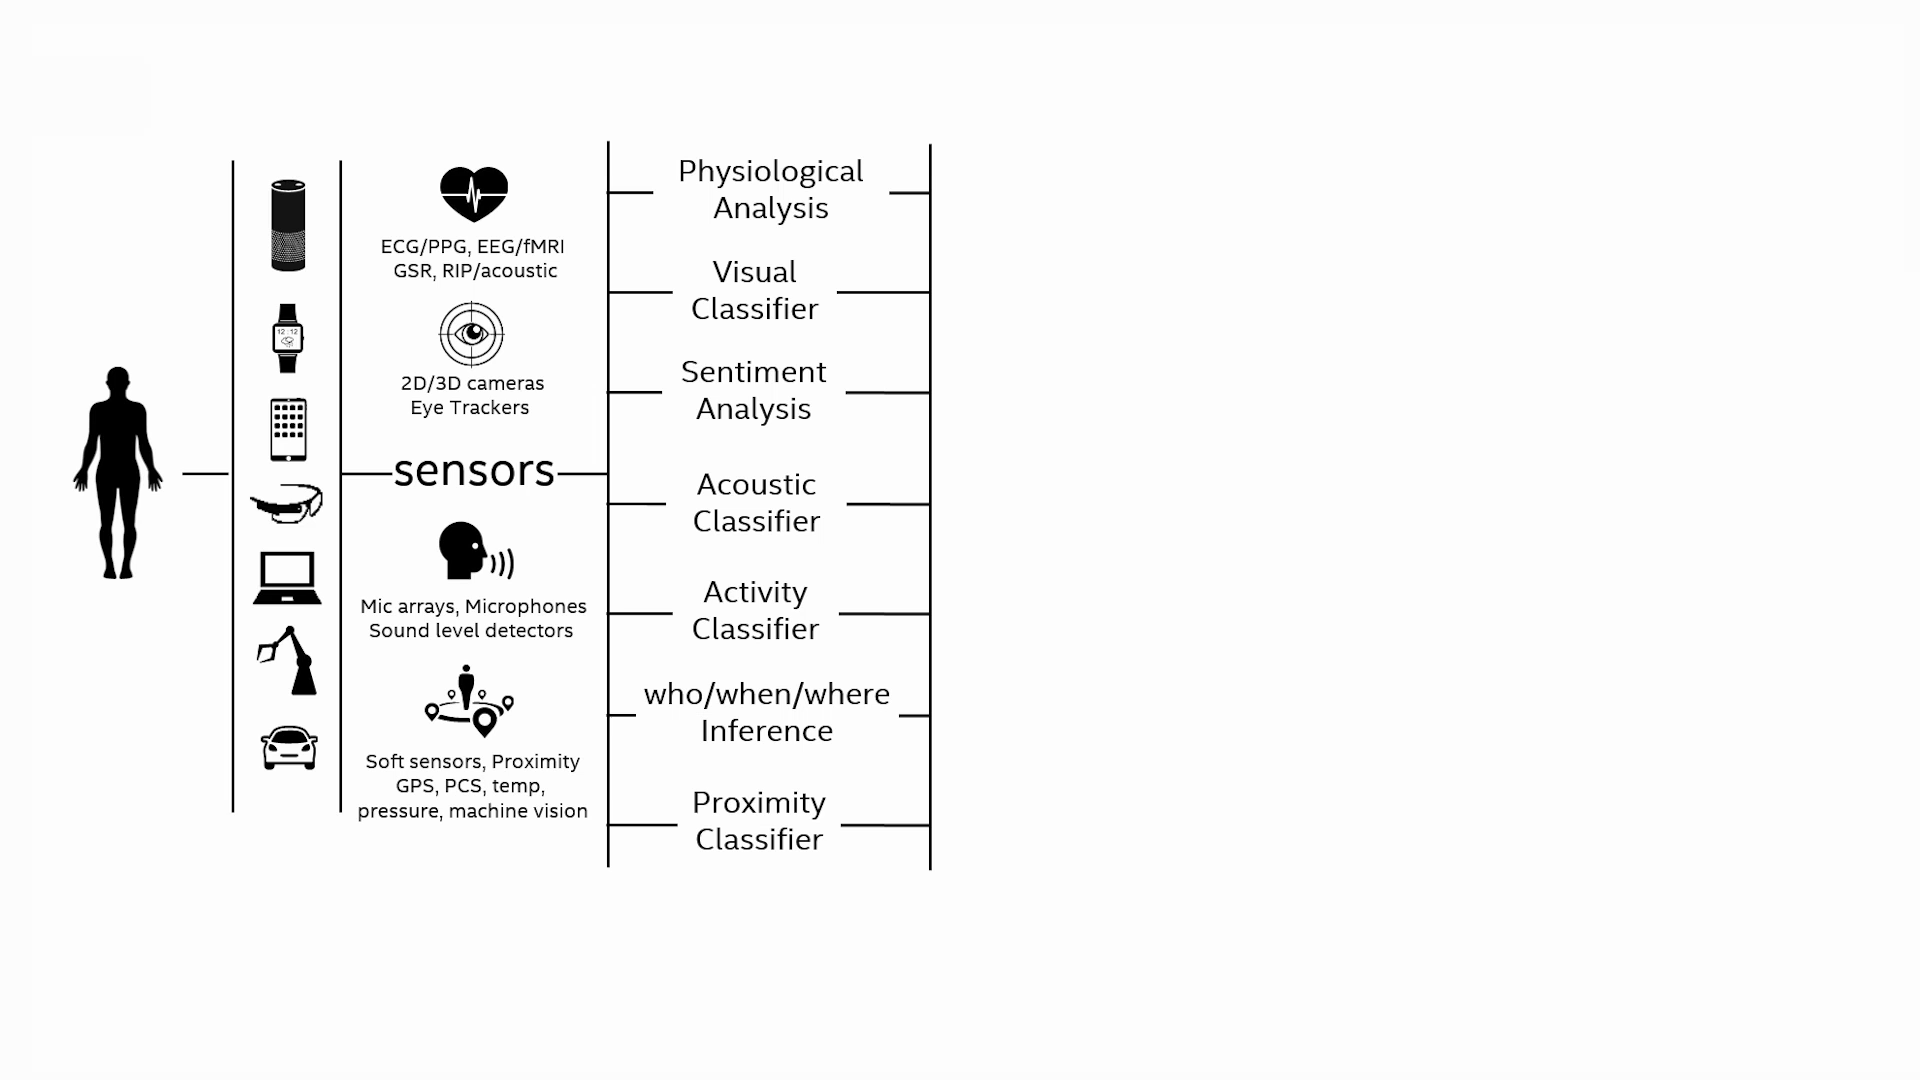 ECG/PPG, EEG/fMRI
GSR, RIP/acoustic
2D/3D cameras
Eye Trackers
sensors
Mic arrays, Microphones
Sound level detectors
Soft sensors, Proximity
GPS, PCS, temp,
pressure, machine vision
Physiological
Analysis
Visual
Classifier
Sentiment
Analysis
Acoustic
Classifier
Activity
Classifier
who/when/where
Inference
Proximity
Classifier
12:12